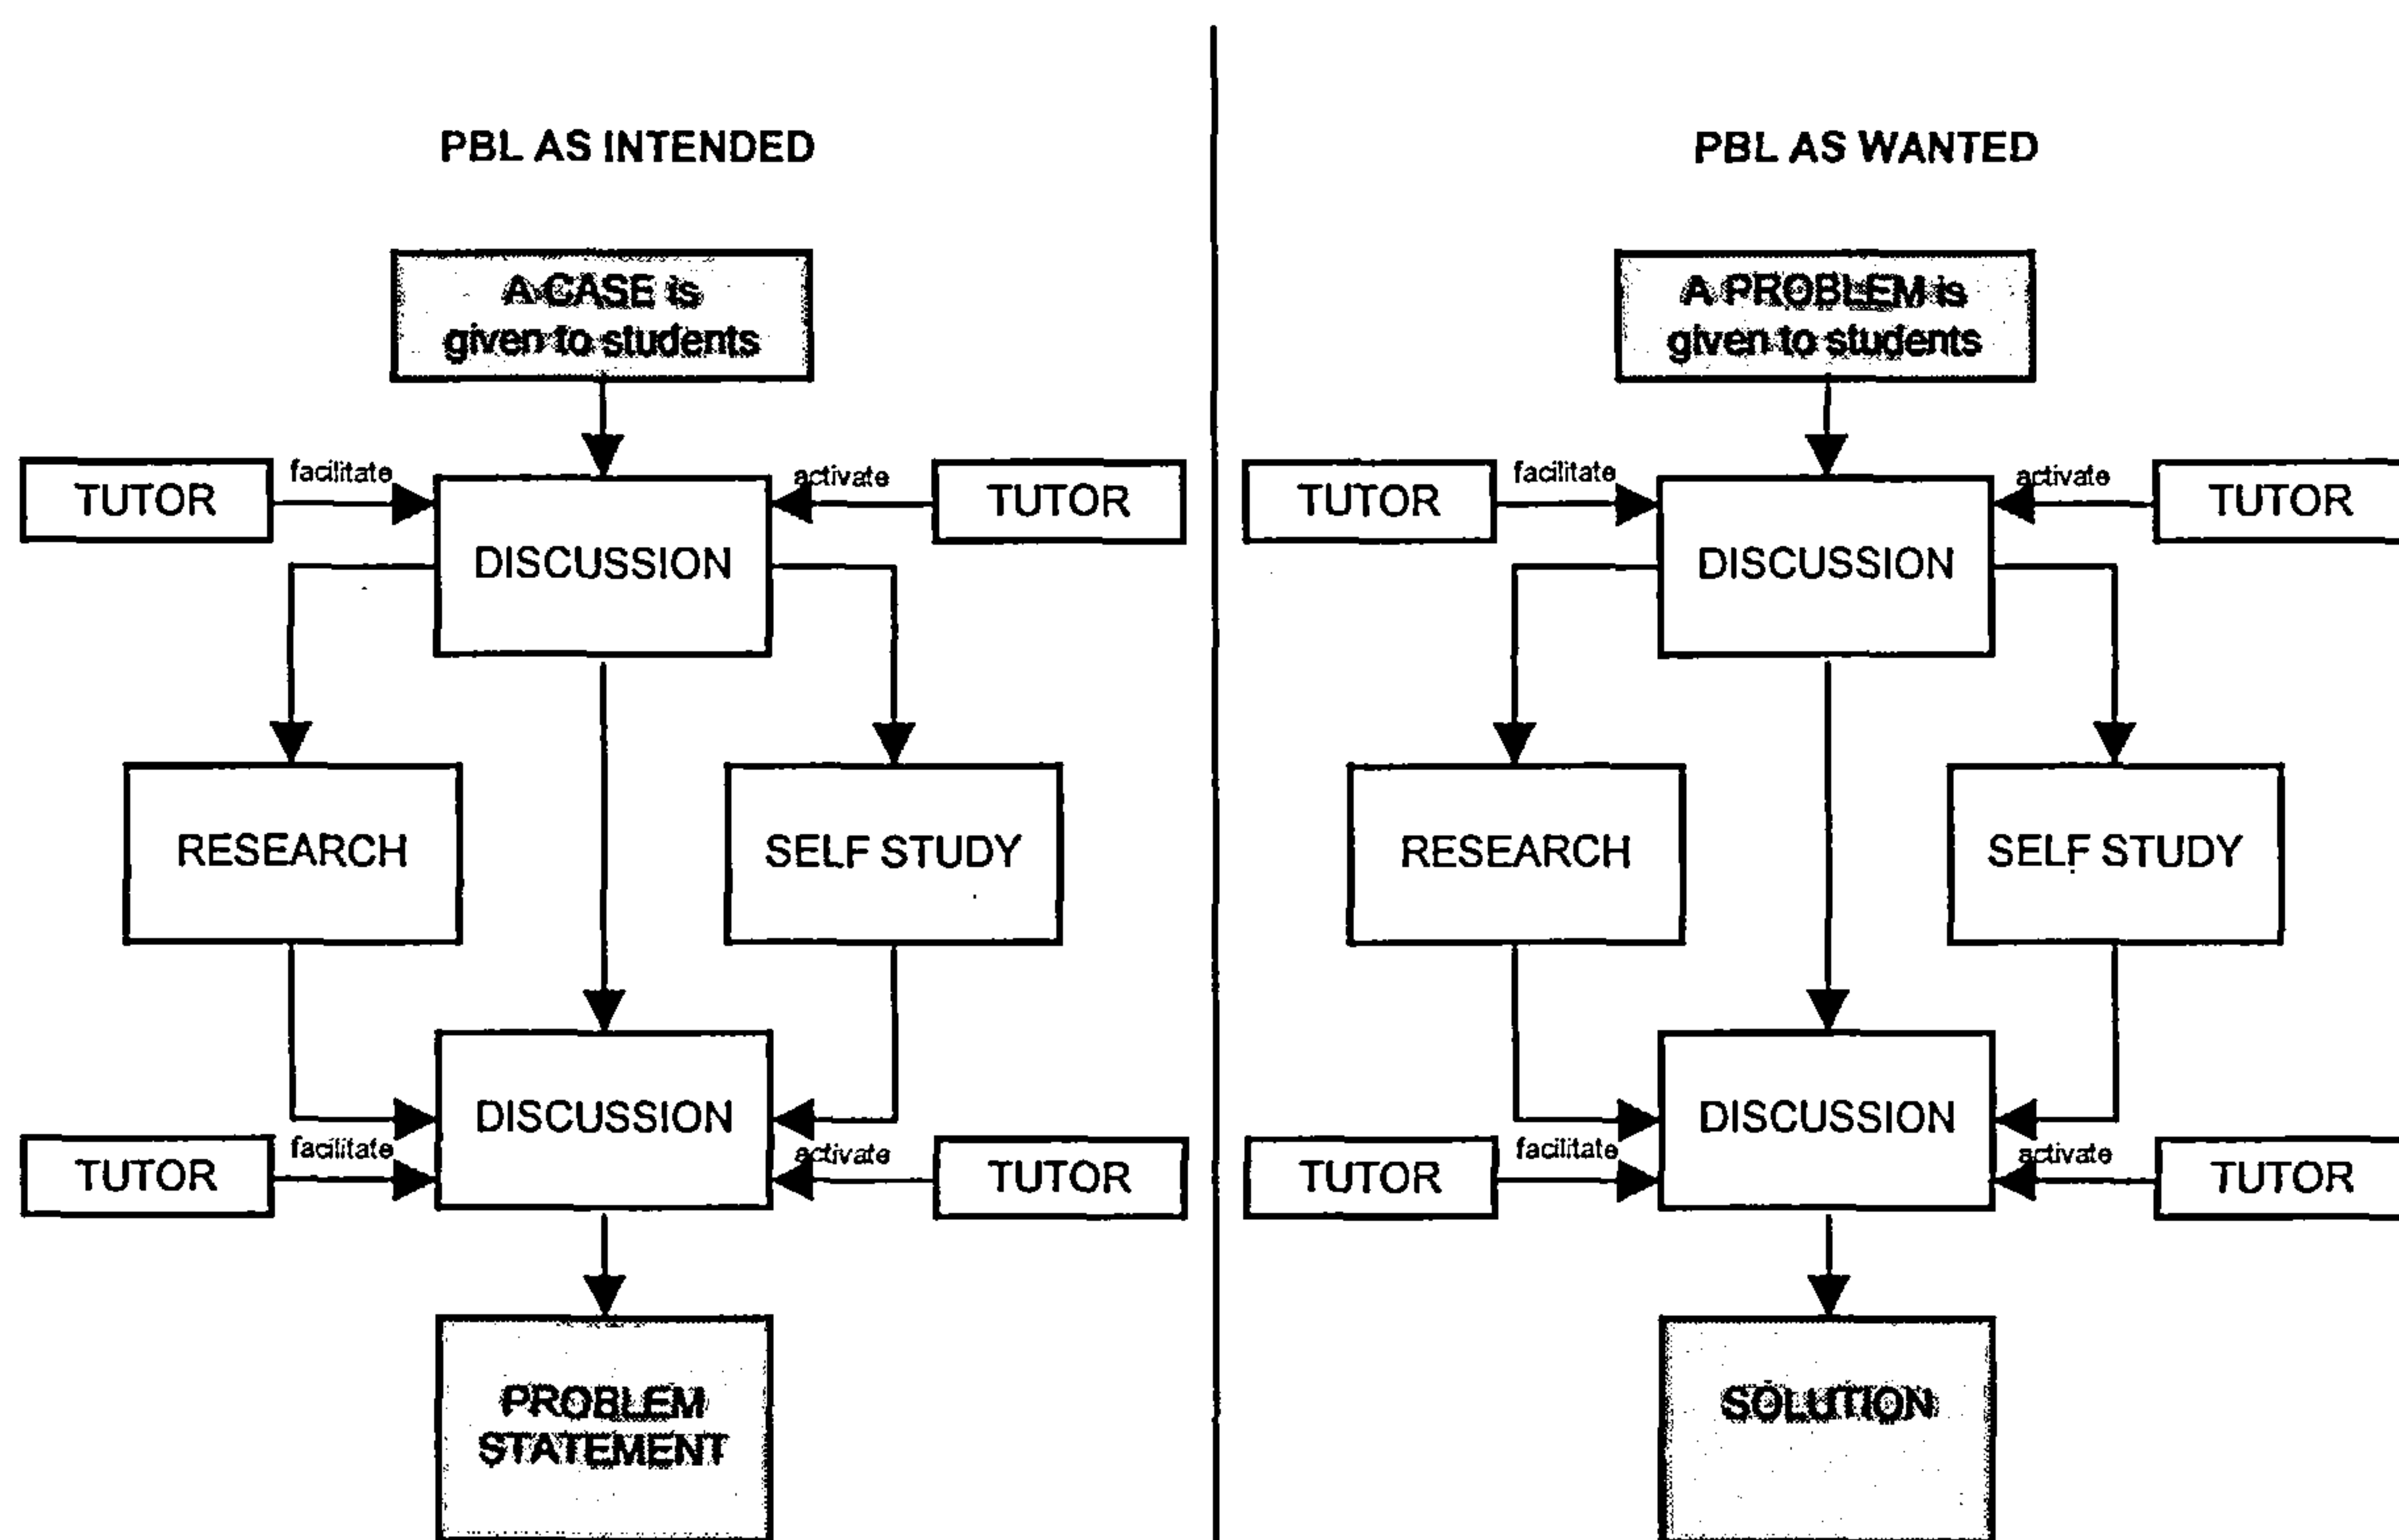 PBL AS INTENDED
A CASE is
given to students
TUTOR
facilitate
activate
TUTOR
DISCUSSION
RESEARCH
SELF STUDY
DISCUSSION
TUTOR
facilitate
activate
TUTOR
PROBLEM
STATEMENT
PBL AS WANTED
A PROBLEM is
given to students
TUTOR
facilitate
activate
TUTOR
DISCUSSION
RESEARCH
SELF STUDY
DISCUSSION
TUTOR
facilitate
activate
TUTOR
SOLUTION